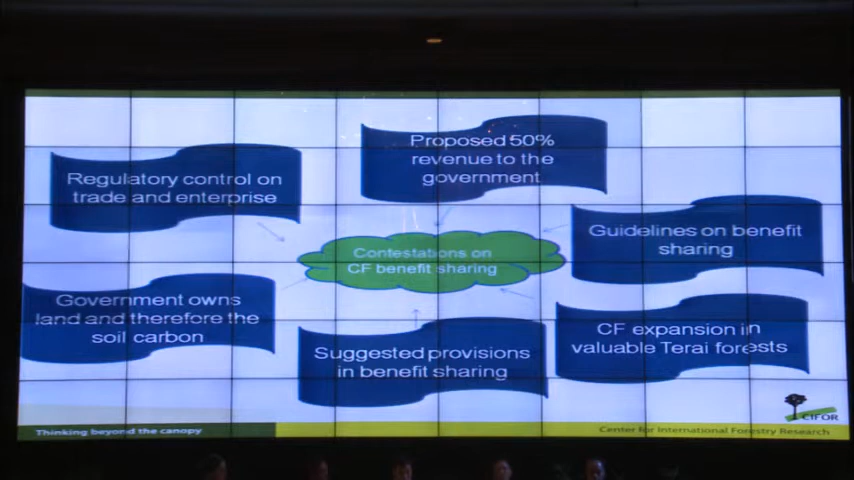 Proposed 50%
revenue to the
government
Regulatory control on
trade and enterprise
Guidelines on benefit
sharing
Contestations on
CF benefit sharing
Government owns
land and therefore the
soil carbon
Suggested provisions
in benefit sharing
CF expansion in
valuable Terai forests
CIFOR
Thinking beyond the canopy
Center for International Forestry Research